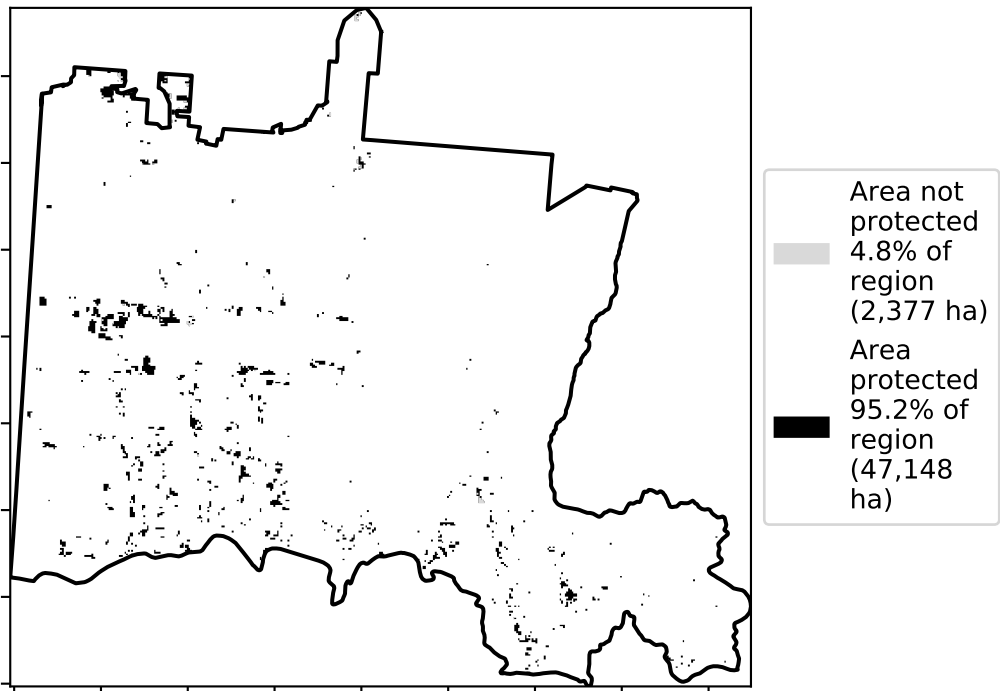 Area not
protected
4.8% of
region
(2,377 ha)
Area
protected
95.2% of
region
(47,148
ha)